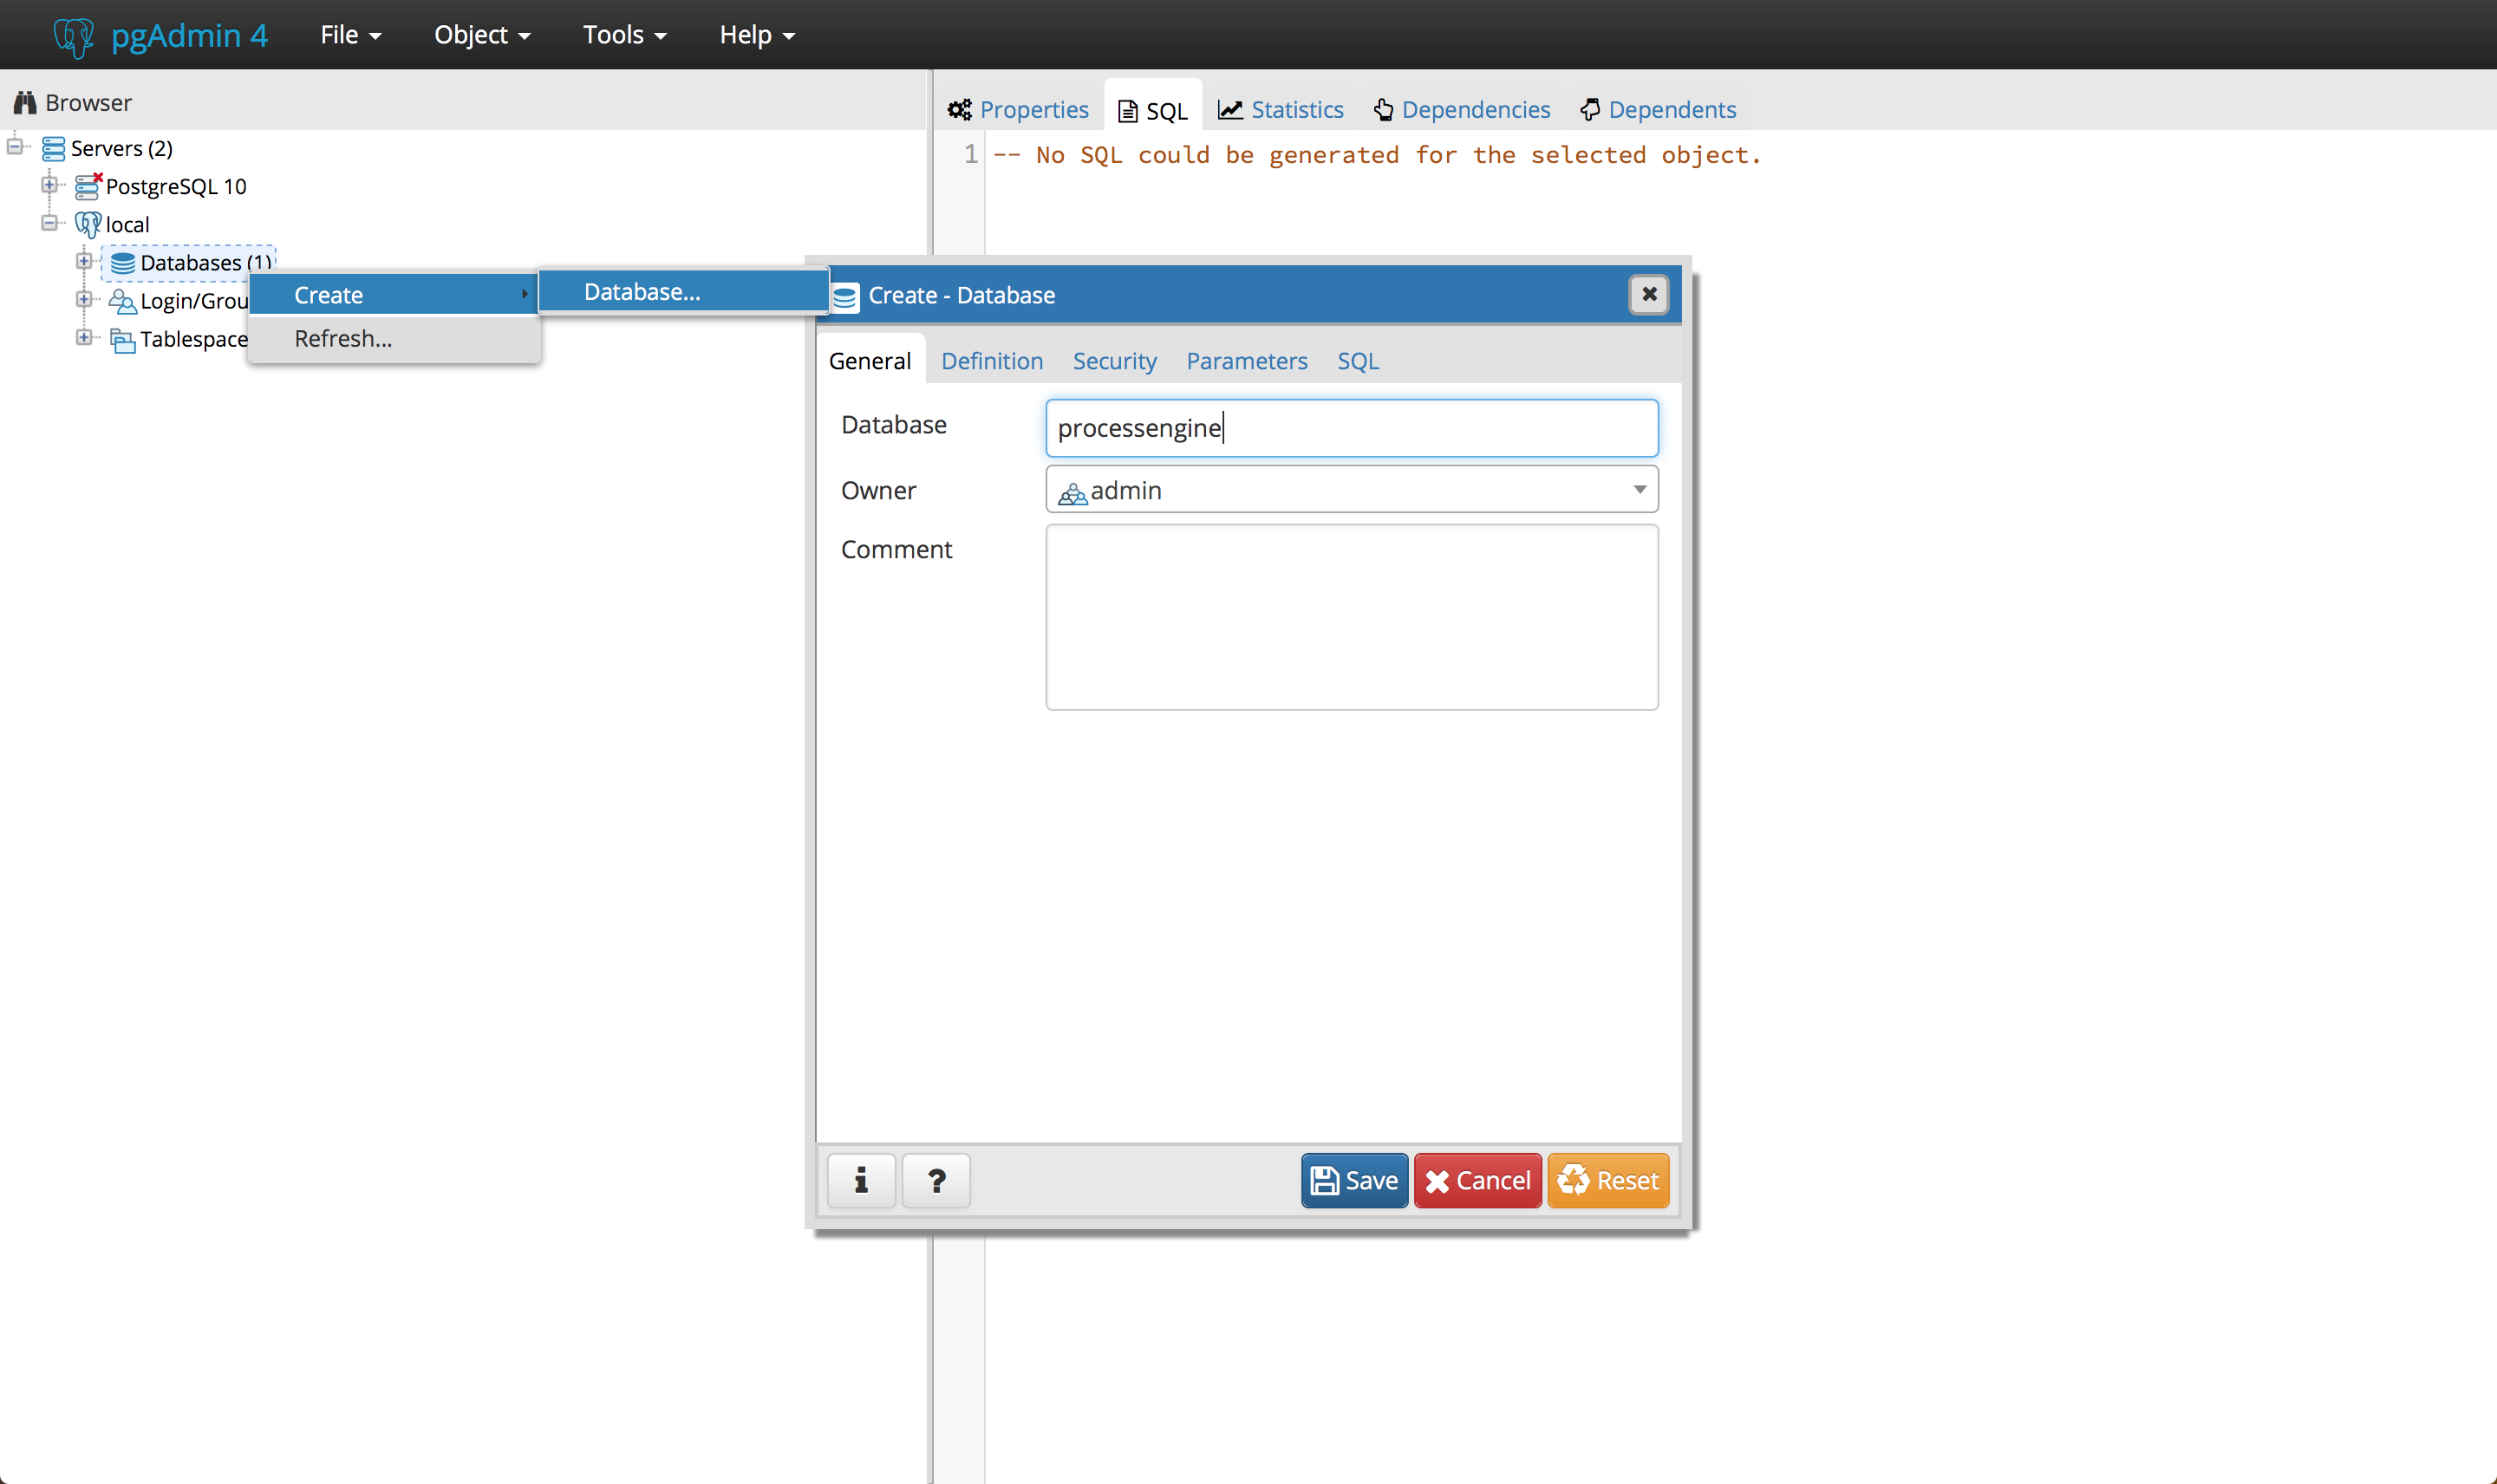 pgAdmin 4 File Object Tools Help
Browser
Servers (2)
PostgreSQL 10
local
Databases (1)
Login/Grou
Tablespace
Create
Refresh...
Database...
Properties SQL Statistics Dependencies Dependents
1 -- No SQL could be generated for the selected object.
Create - Database
General Definition Security Parameters SQL
Database processengine
Owner admin
Comment
i ? Save Cancel Reset